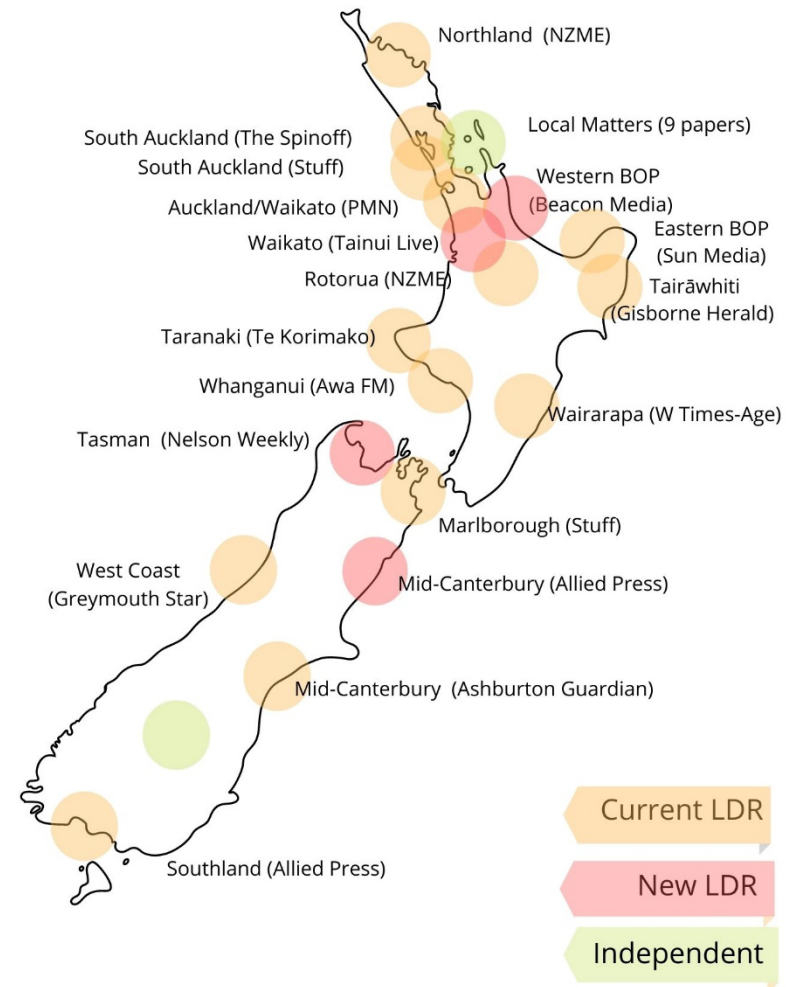 Northland (NZME)
Local Matters (9 papers)
South Auckland (The Spinoff)
South Auckland (Stuff)
Western BOP
(Beacon Media)
Auckland/Waikato (PMN)
Eastern BOP
(Sun Media)
Waikato (Tainui Live)
Rotorua (NZME)
Tairāwhiti
(Gisborne Herald)
Taranaki (Te Korimako)
Whanganui (Awa FM)
Wairarapa (W Times-Age)
Tasman (Nelson Weekly)
Marlborough (Stuff)
West Coast
(Greymouth Star)
Mid-Canterbury (Allied Press)
Mid-Canterbury (Ashburton Guardian)
Southland (Allied Press)
Current LDR
New LDR
Independent